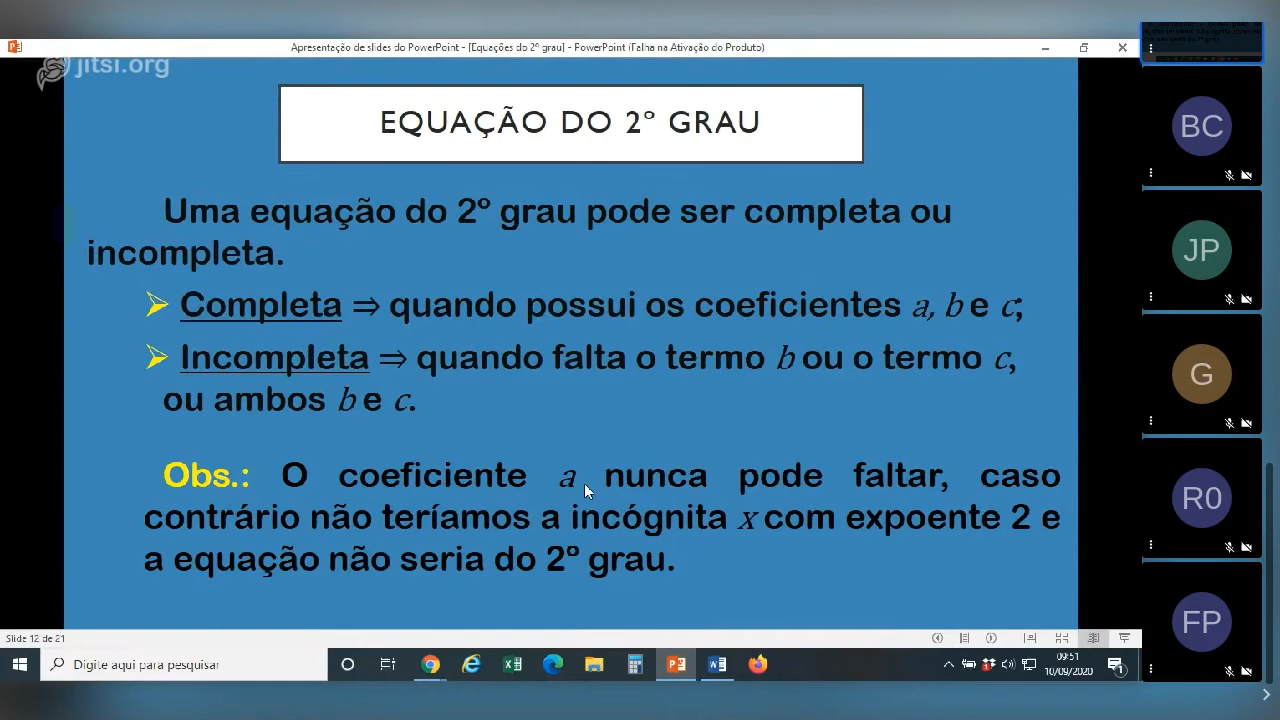 Apresentação de slides do PowerPoint - [Equações do 2º grau] - PowerPoint (Falha na Ativação do Produto)
jitsi.org
EQUAÇÃO DO 2º GRAU
Uma equação do 2º grau pode ser completa ou
incompleta.
Completa ⇒ quando possui os coeficientes a, b e c;
Incompleta ⇒ quando falta o termo b ou o termo c,
ou ambos b e c.
Obs.: O coeficiente a nunca pode faltar, caso
contrário não teríamos a incógnita x com expoente 2 e
a equação não seria do 2º grau.
BC
JP
G
R0
FP
Slide 12 de 21
Digite aqui para pesquisar
09:51
10/09/2020